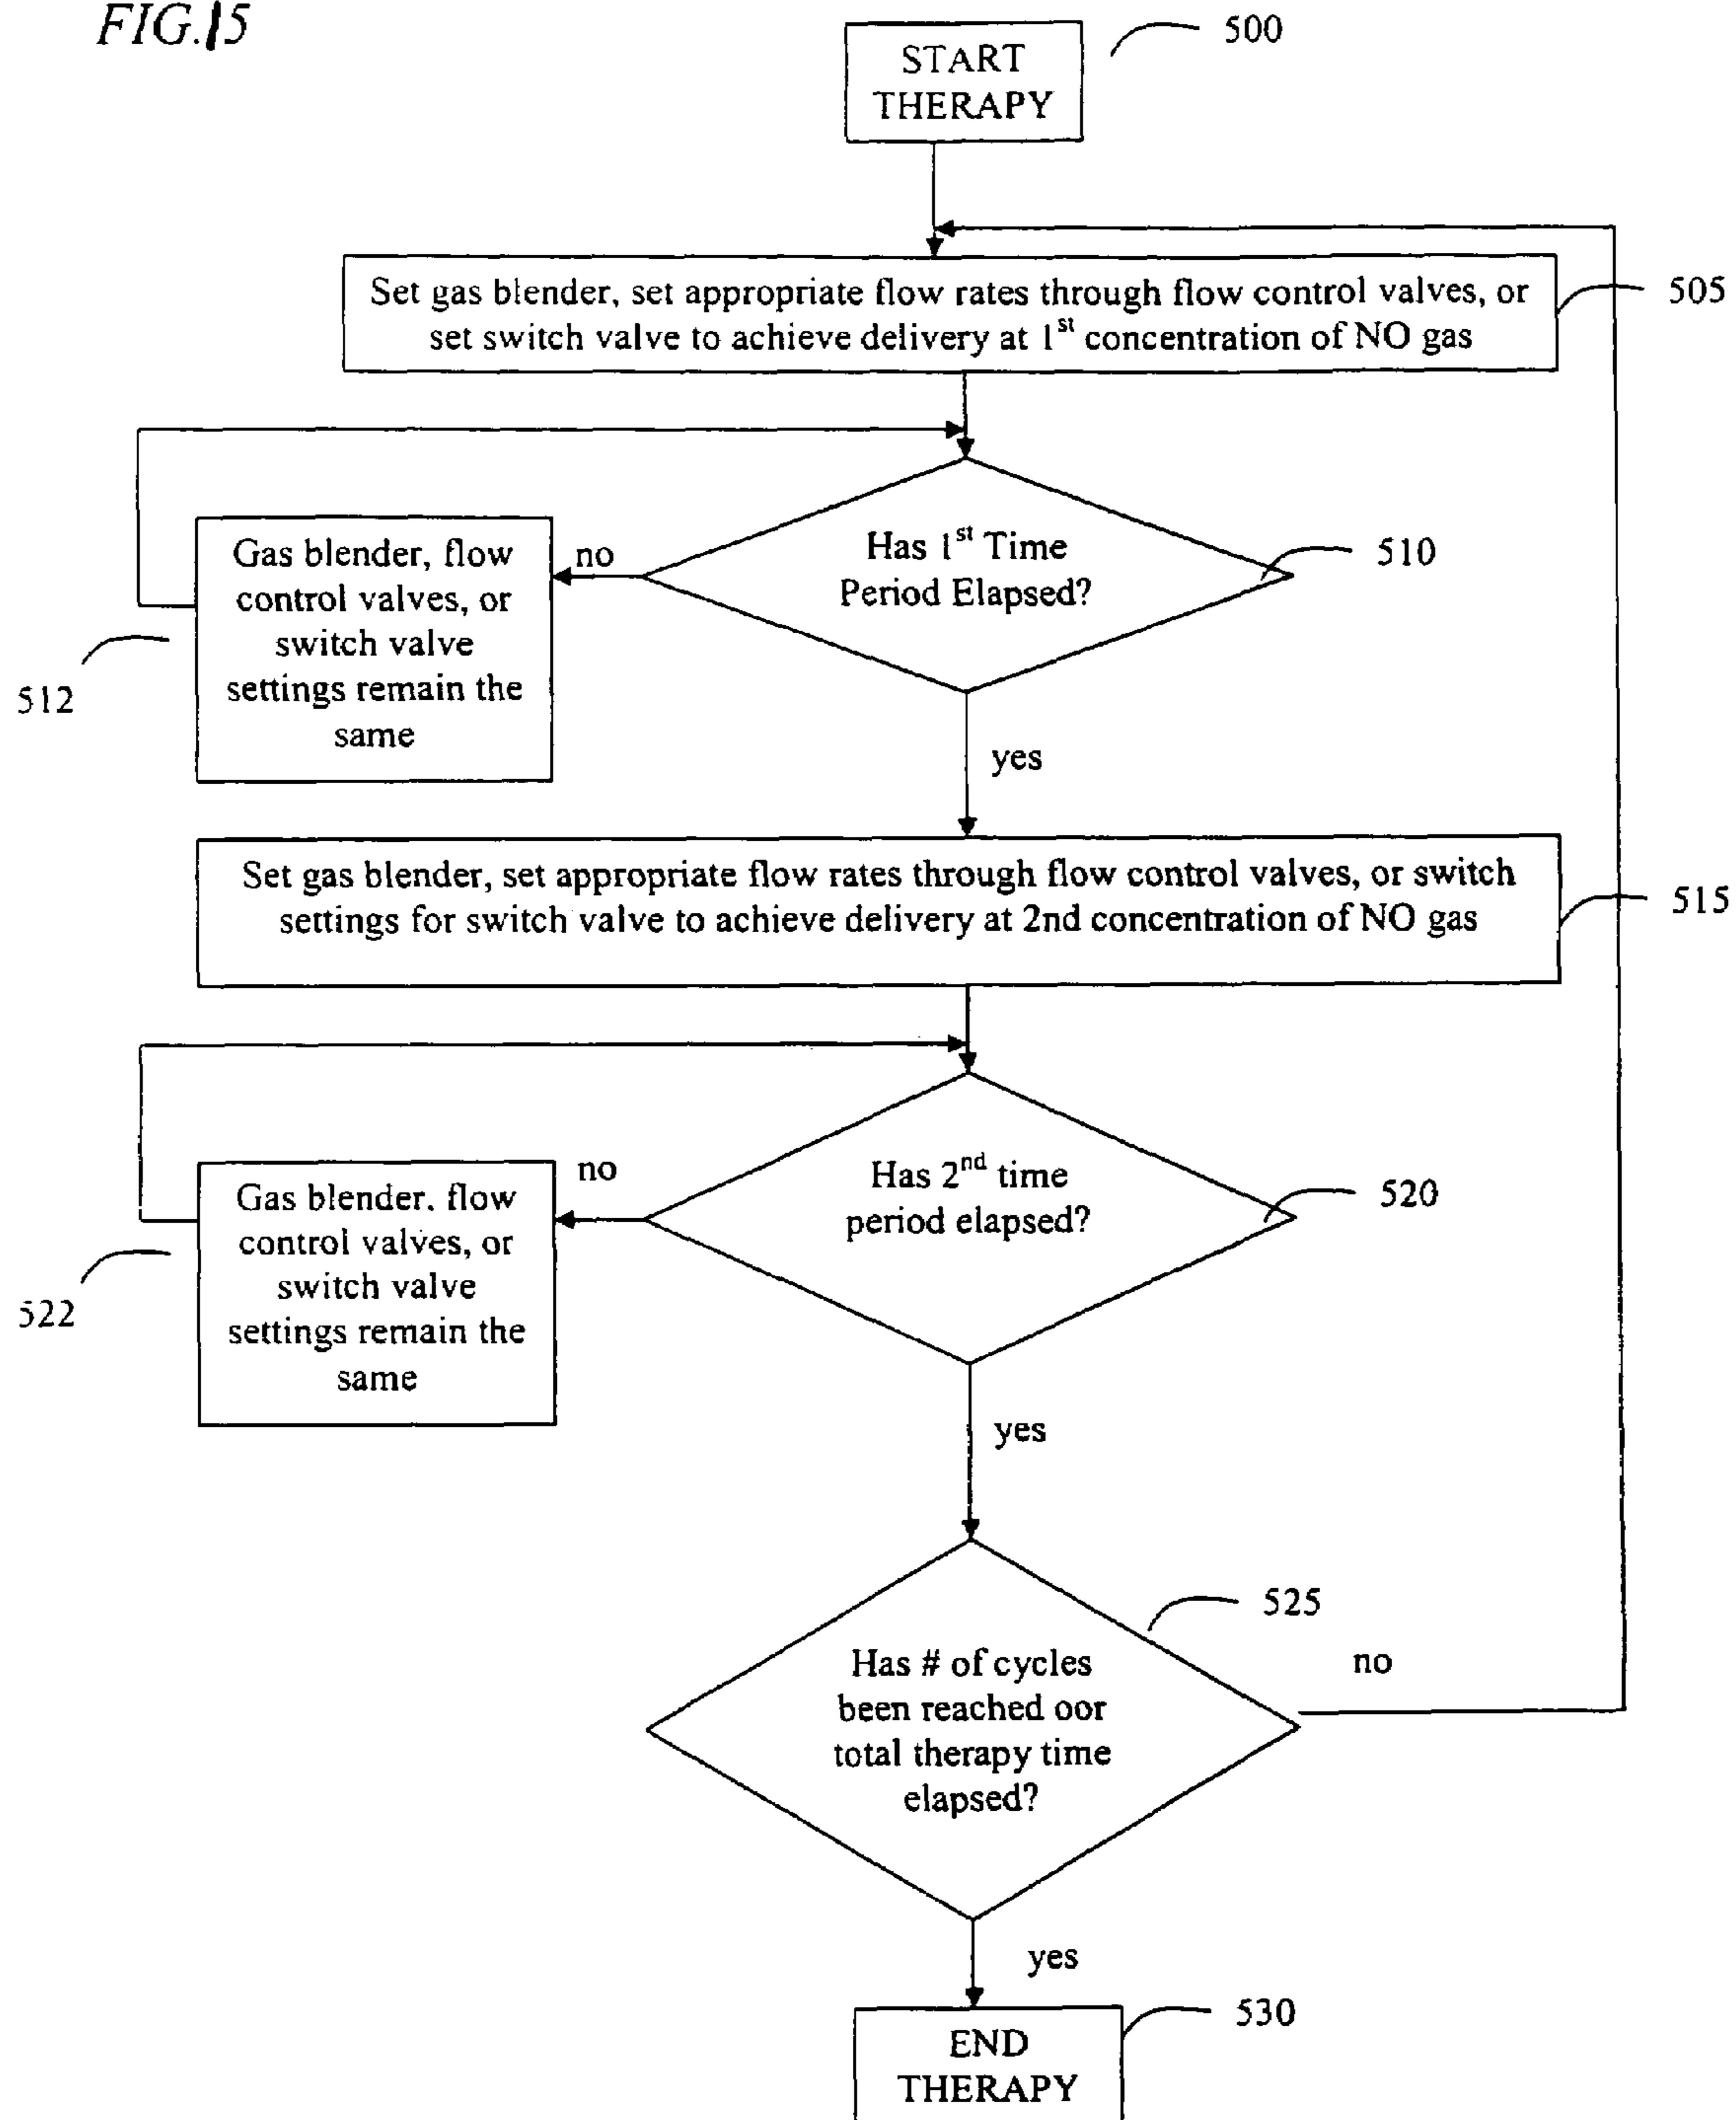 FIG.15
500
START
THERAPY
Set gas blender, set appropriate flow rates through flow control valves, or
set switch valve to achieve delivery at 1st concentration of NO gas
505
Has 1st Time
Period Elapsed?
510
no
Gas blender, flow
control valves, or
switch valve
settings remain the
same
512
yes
Set gas blender, set appropriate flow rates through flow control valves, or switch
settings for switch valve to achieve delivery at 2nd concentration of NO gas
515
Has 2nd time
period elapsed?
520
no
Gas blender. flow
control valves, or
switch valve
settings remain the
same
522
yes
525
Has # of cycles
been reached oor
total therapy time
elapsed?
no
yes
530
END
THERAPY